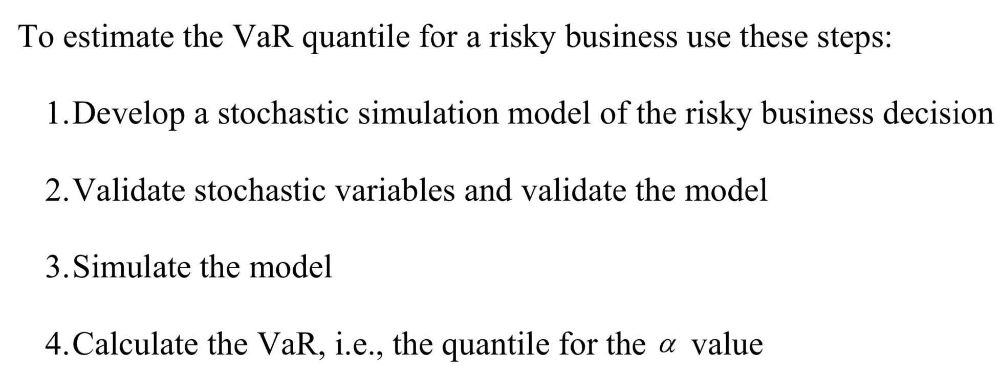 To estimate the VaR quantile for a risky business use these steps:
1.Develop a stochastic simulation model of the risky business decision
2.Validate stochastic variables and validate the model
3.Simulate the model
4.Calculate the VaR, i.e., the quantile for the α value